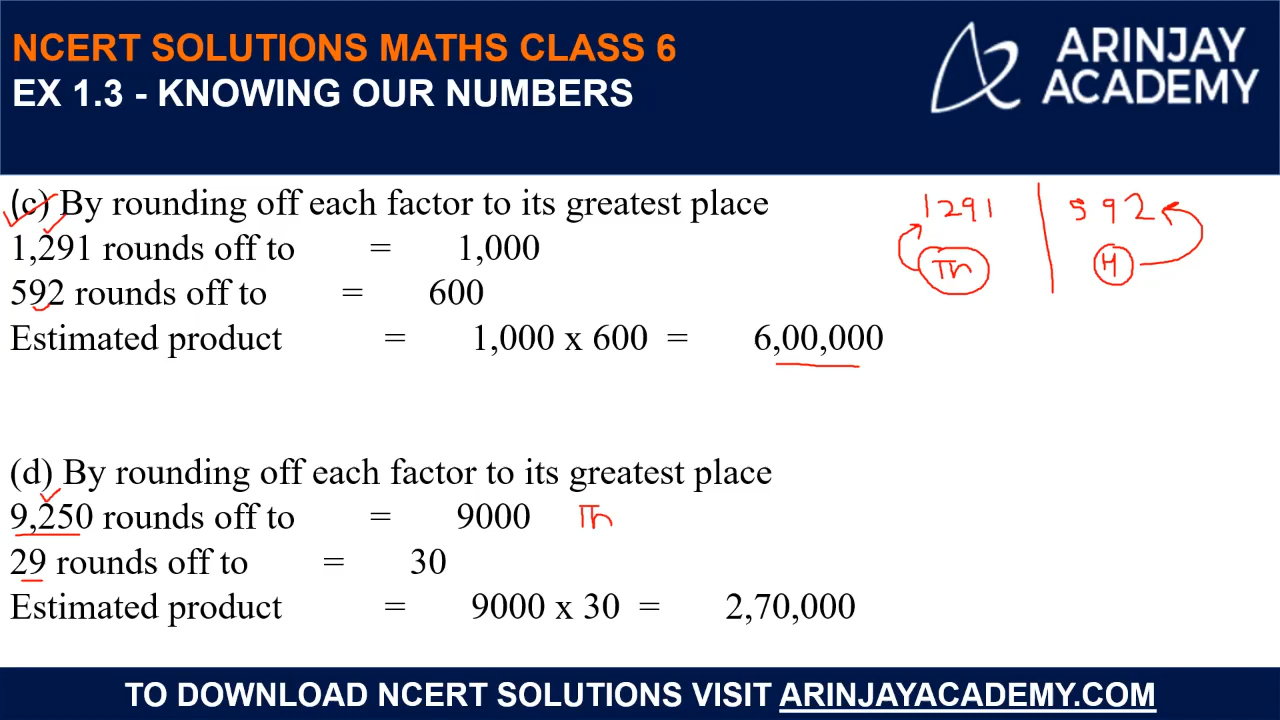 NCERT SOLUTIONS MATHS CLASS 6
EX 1.3 - KNOWING OUR NUMBERS
ARINJAY
ACADEMY
(c) By rounding off each factor to its greatest place
1,291 rounds off to = 1,000
592 rounds off to = 600
Estimated product = 1,000 x 600 = 6,00,000
1291 592
Th H
(d) By rounding off each factor to its greatest place
9,250 rounds off to = 9000 Th
29 rounds off to = 30
Estimated product = 9000 x 30 = 2,70,000
TO DOWNLOAD NCERT SOLUTIONS VISIT ARINJAYACADEMY.COM